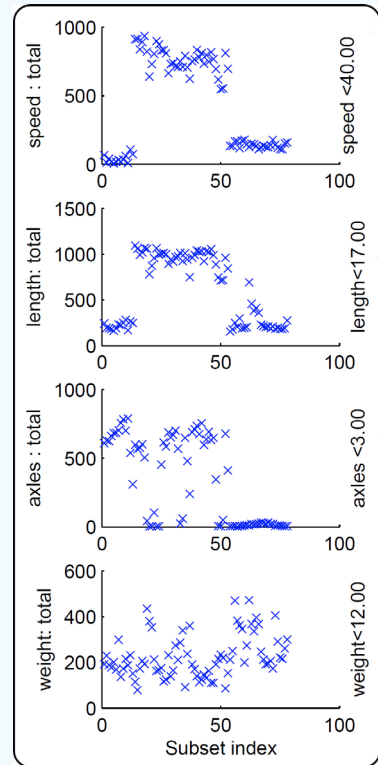 speed : total
1000
500
0
0
50
100
speed <40.00
length: total
1500
1000
500
0
0
50
100
length<17.00
axles : total
1000
500
0
0
50
100
axles <3.00
weight: total
600
400
200
0
0
50
100
weight<12.00
Subset index